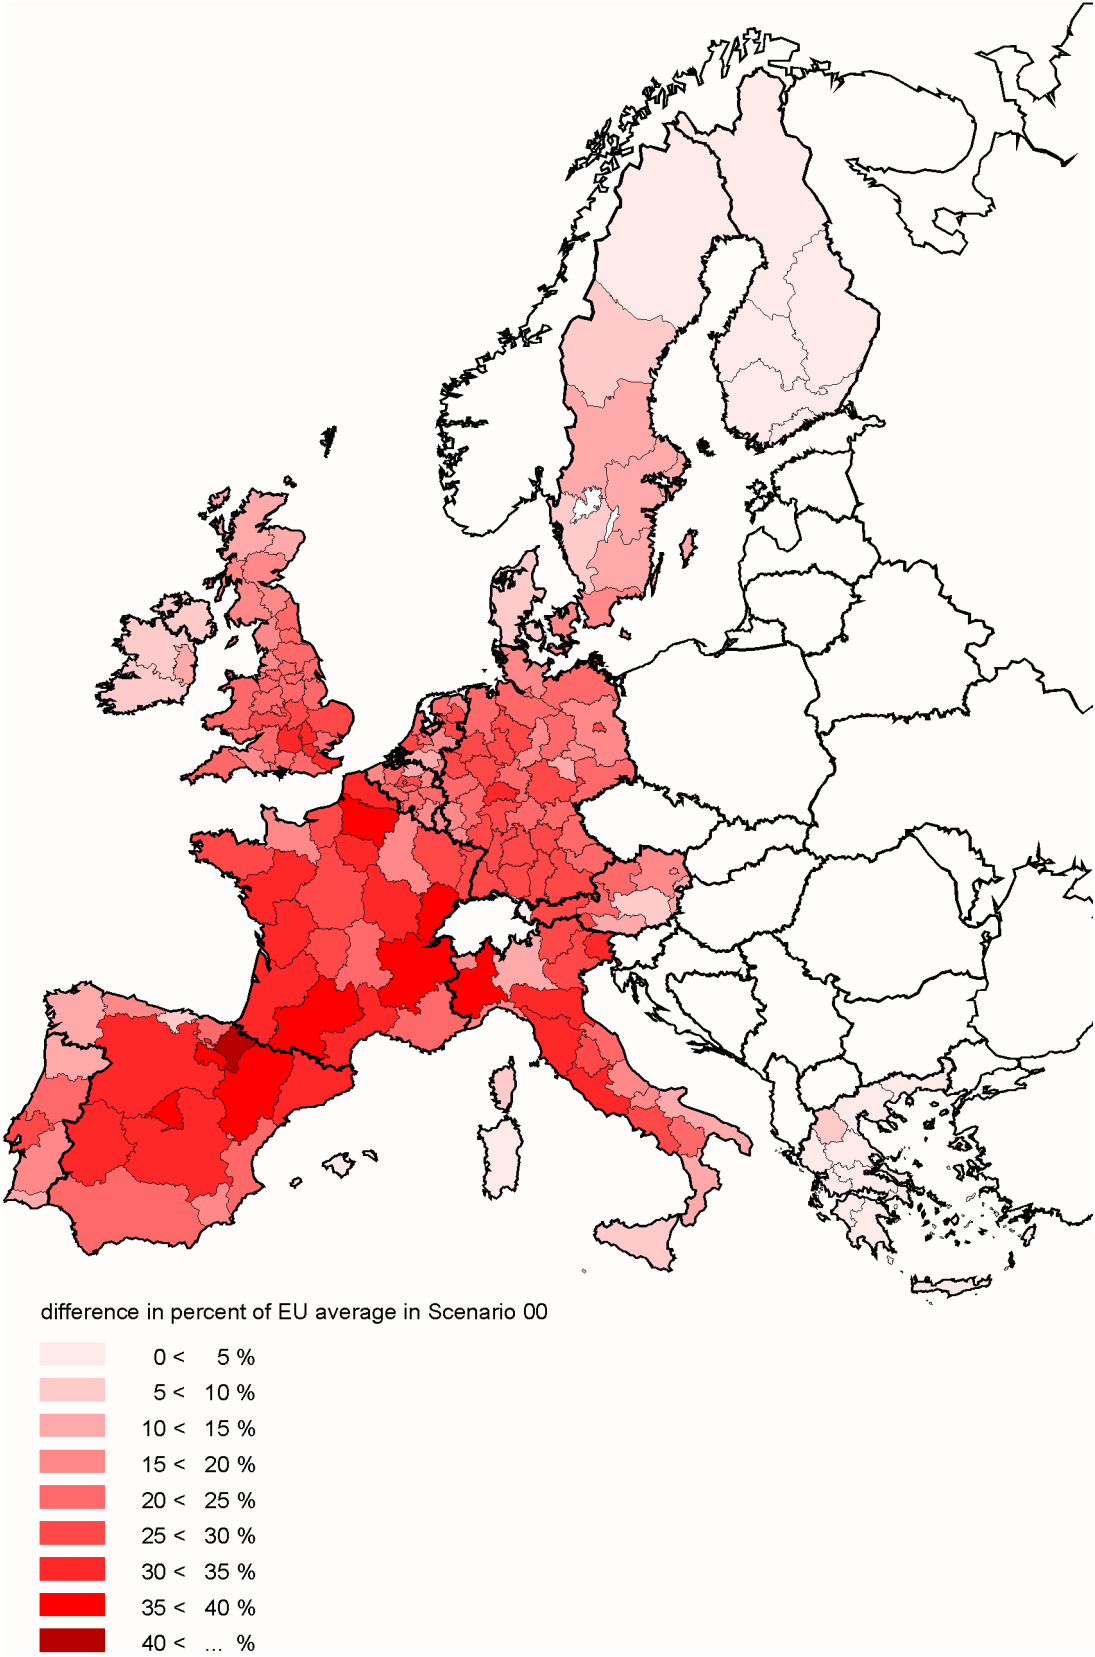 difference in percent of EU average in Scenario 00
0 < 5 %
5 < 10 %
10 < 15 %
15 < 20 %
20 < 25 %
25 < 30 %
30 < 35 %
35 < 40 %
40 < ... %